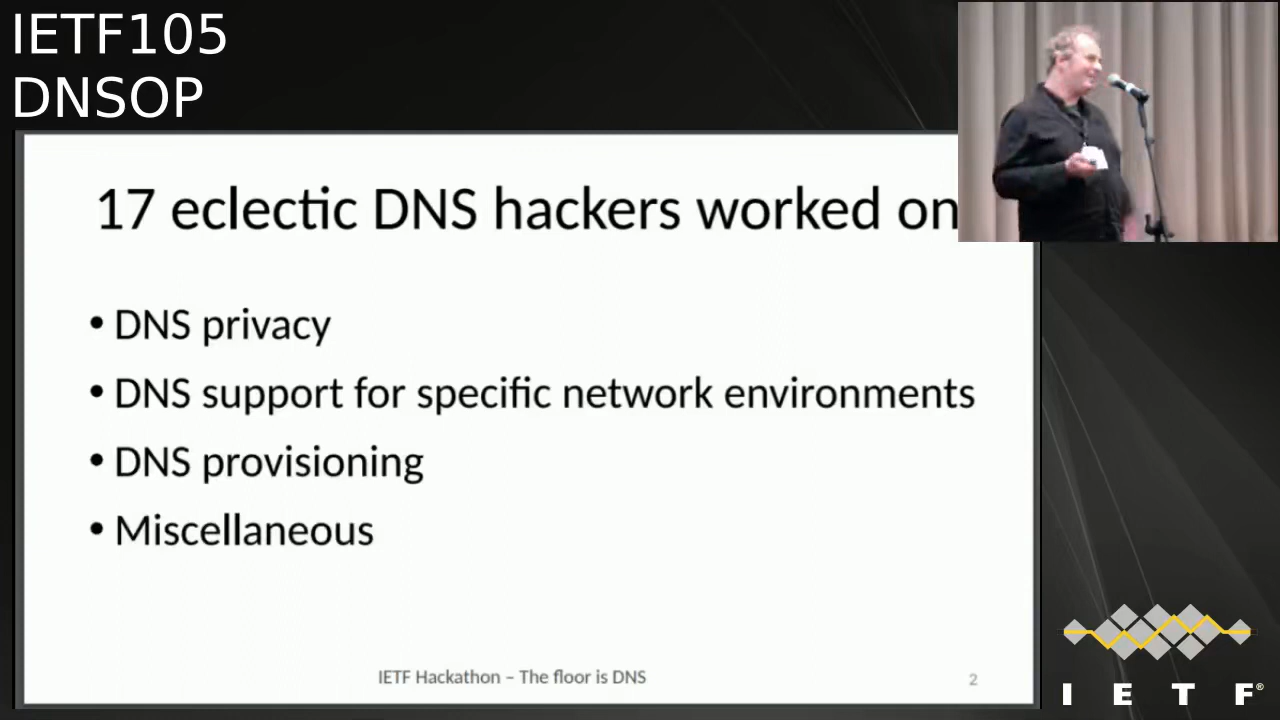 IETF105
DNSOP
17 eclectic DNS hackers worked on
• DNS privacy
• DNS support for specific network environments
• DNS provisioning
• Miscellaneous
IETF Hackathon – The floor is DNS
2
I E T F®